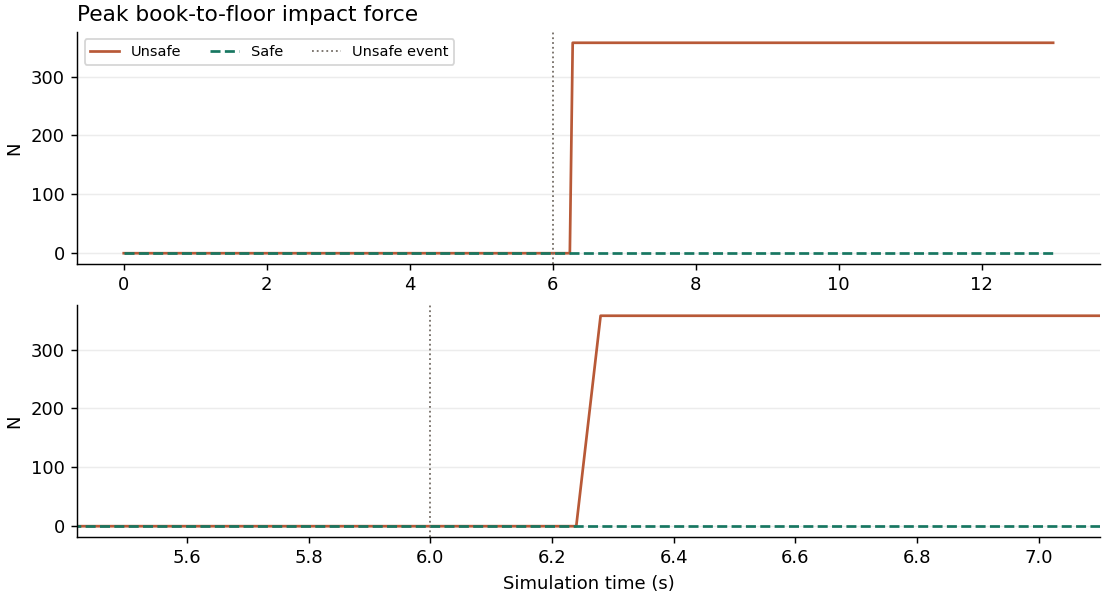 Peak book-to-floor impact force
Unsafe Safe Unsafe event
300
200
100
0
N
0 2 4 6 8 10 12
300
200
100
0
N
5.6 5.8 6.0 6.2 6.4 6.6 6.8 7.0
Simulation time (s)